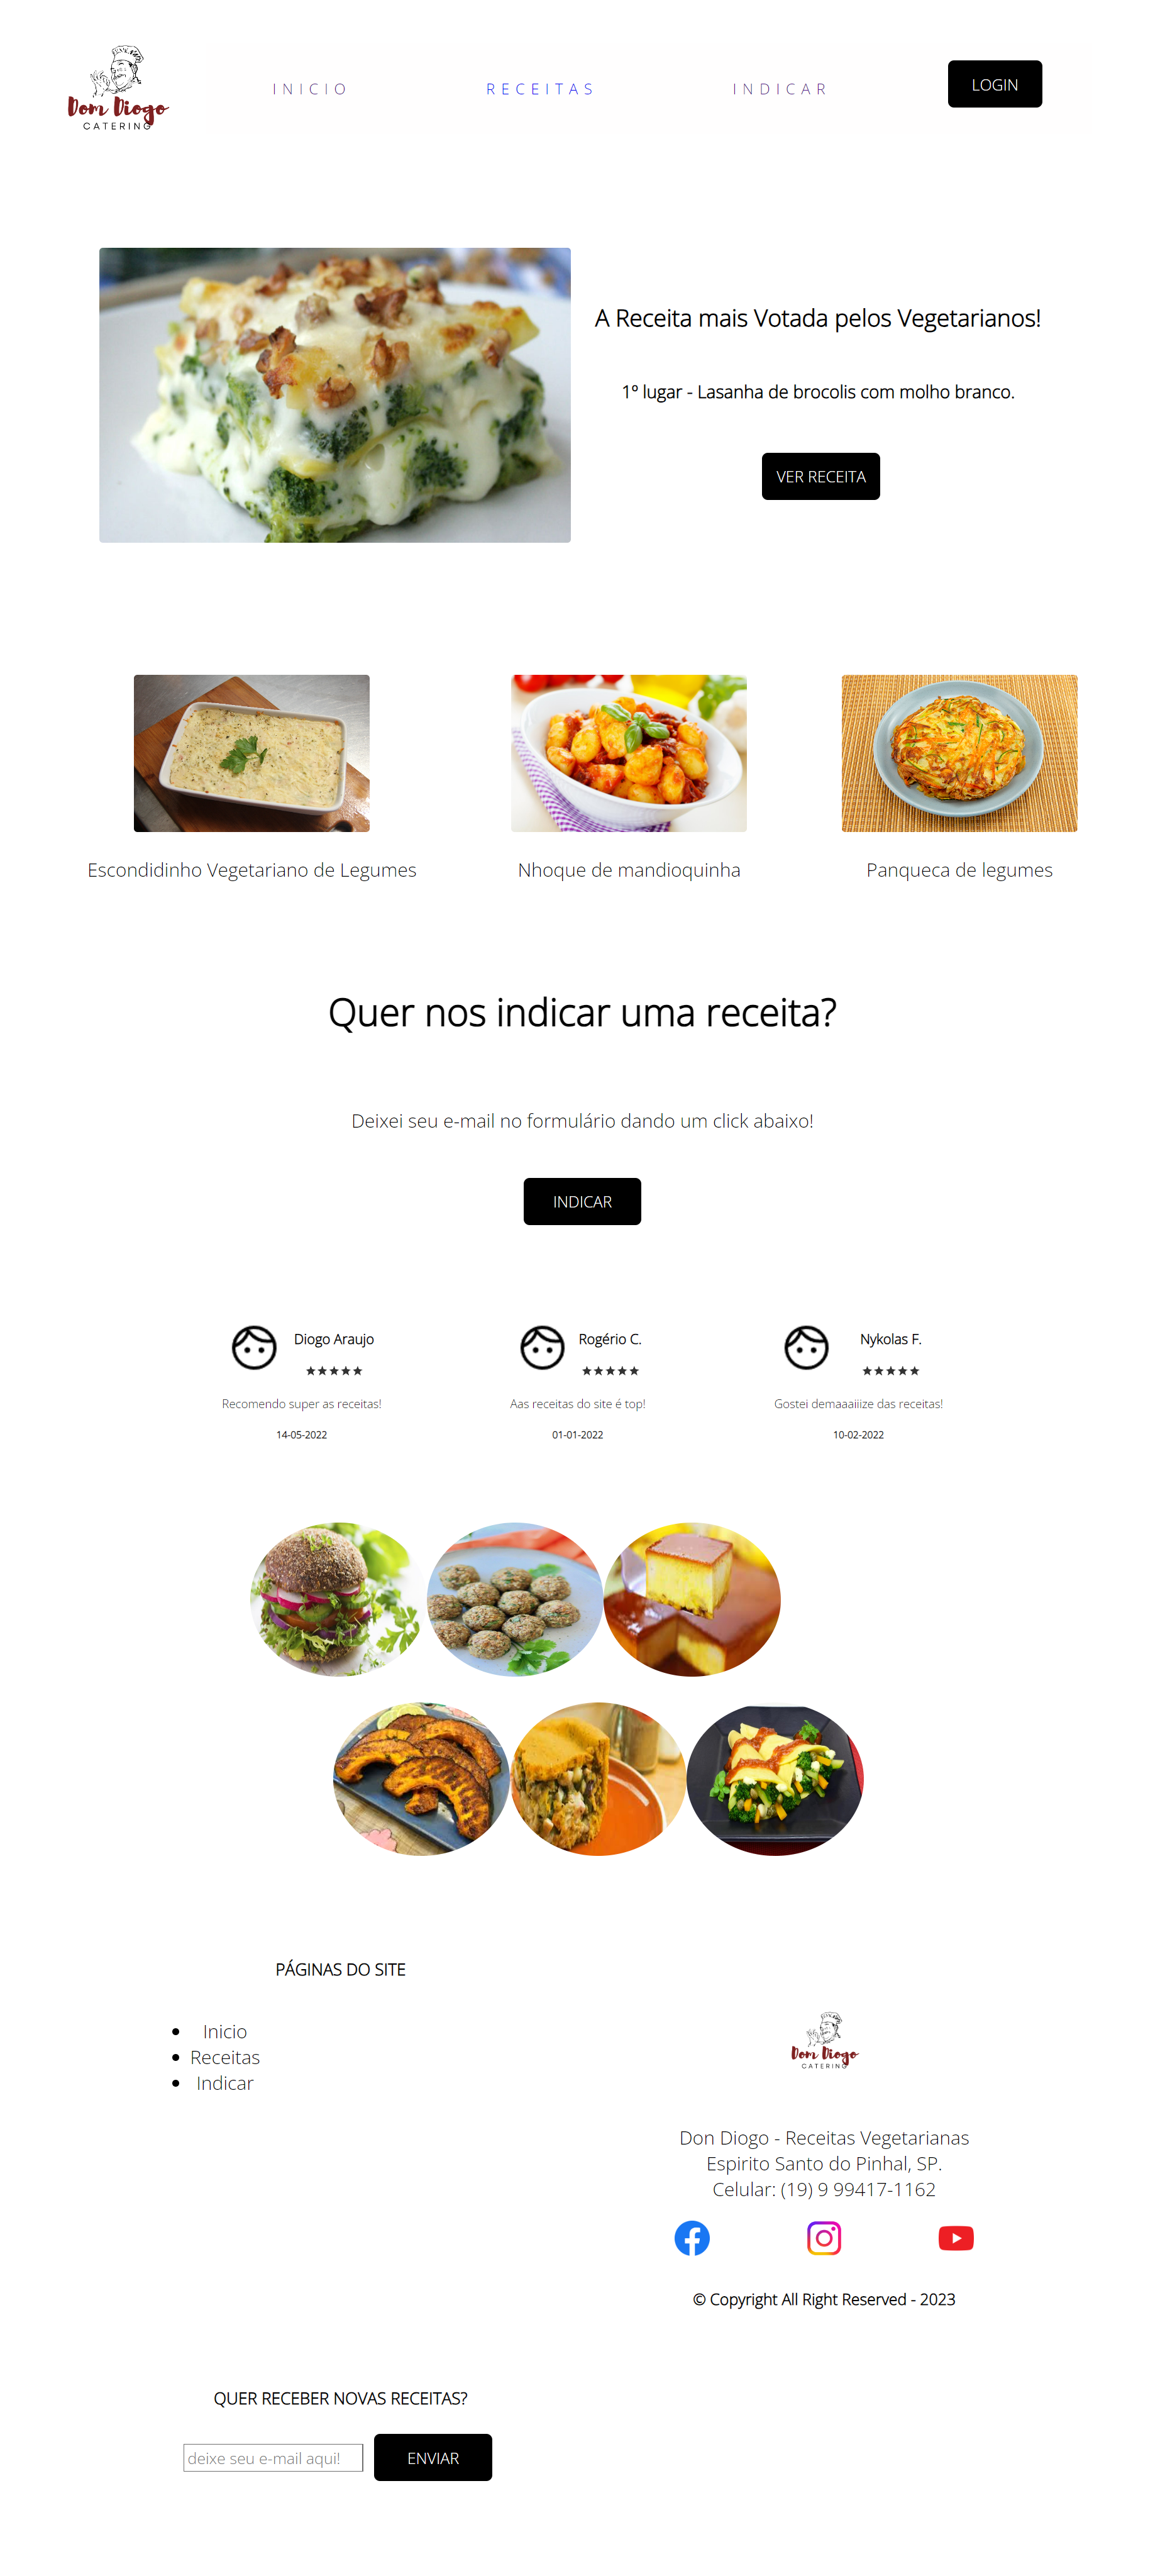 Dom Diogo
CATERING
INICIO
RECEITAS
INDICAR
LOGIN
A Receita mais Votada pelos Vegetarianos!
1º lugar - Lasanha de brocolis com molho branco.
VER RECEITA
Escondidinho Vegetariano de Legumes
Nhoque de mandioquinha
Panqueca de legumes
Quer nos indicar uma receita?
Deixei seu e-mail no formulário dando um click abaixo!
INDICAR
Diogo Araujo
Recomendo super as receitas!
14-05-2022
Rogério C.
Aas receitas do site é top!
01-01-2022
Nykolas F.
Gostei demaaaiiize das receitas!
10-02-2022
PÁGINAS DO SITE
Inicio
Receitas
Indicar
Dom Diogo
CATERING
Don Diogo - Receitas Vegetarianas
Espirito Santo do Pinhal, SP.
Celular: (19) 9 99417-1162
© Copyright All Right Reserved - 2023
QUER RECEBER NOVAS RECEITAS?
deixe seu e-mail aqui!
ENVIAR